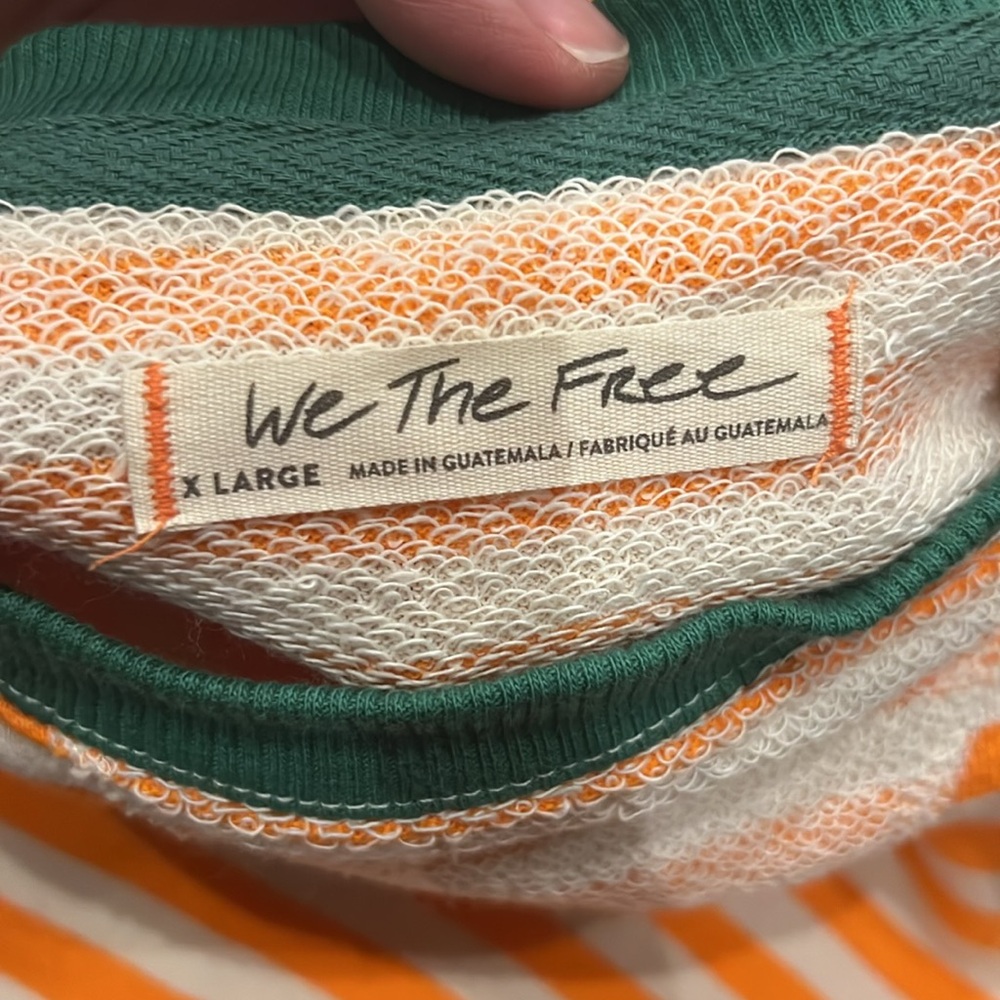 We The Free
X LARGE MADE IN GUATEMALA / FABRIQUÉ AU GUATEMALA